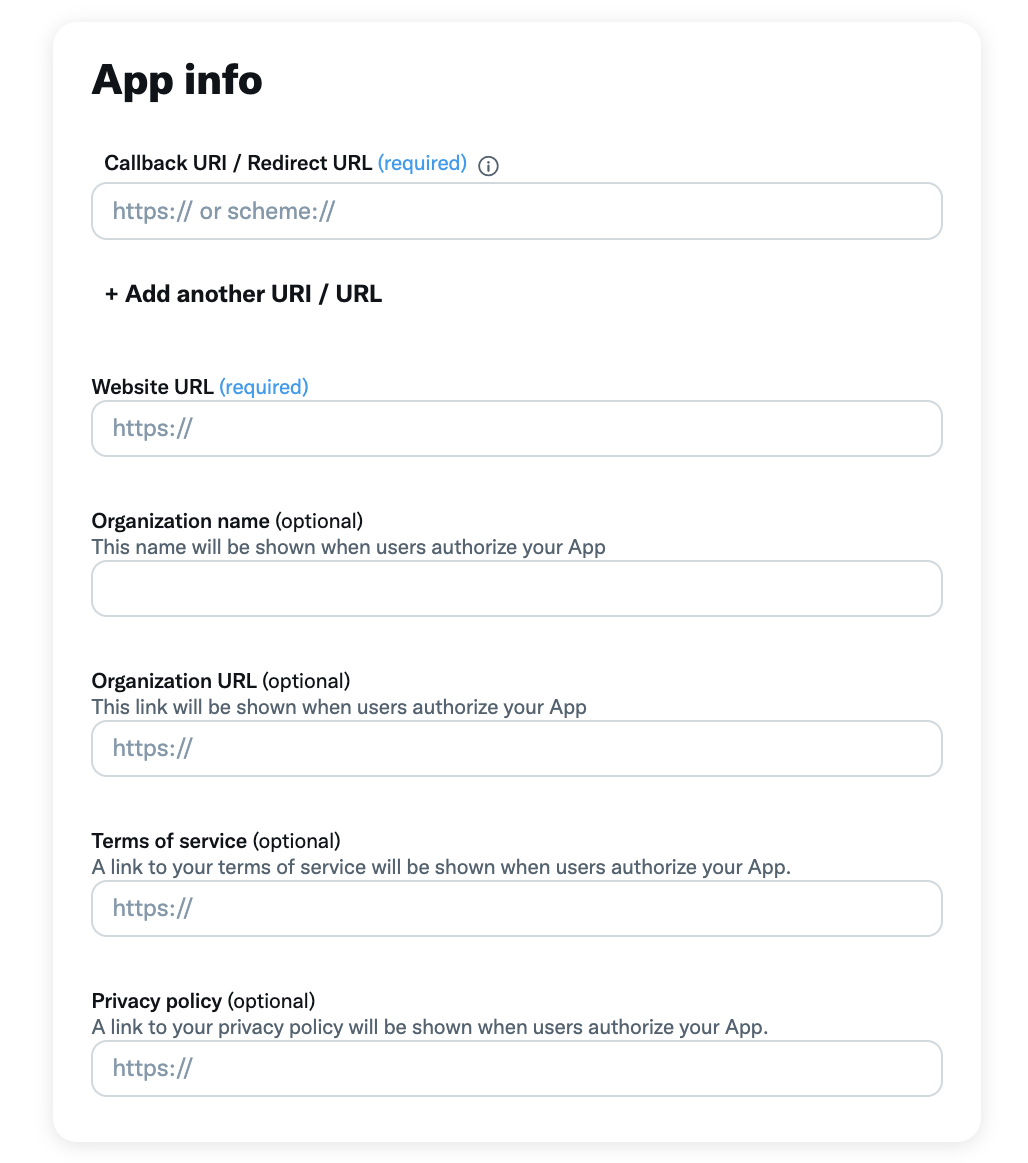 App info
Callback URI / Redirect URL (required)
https:// or scheme://
+ Add another URI / URL
Website URL (required)
https://
Organization name (optional)
This name will be shown when users authorize your App
Organization URL (optional)
This link will be shown when users authorize your App
https://
Terms of service (optional)
A link to your terms of service will be shown when users authorize your App.
https://
Privacy policy (optional)
A link to your privacy policy will be shown when users authorize your App.
https://